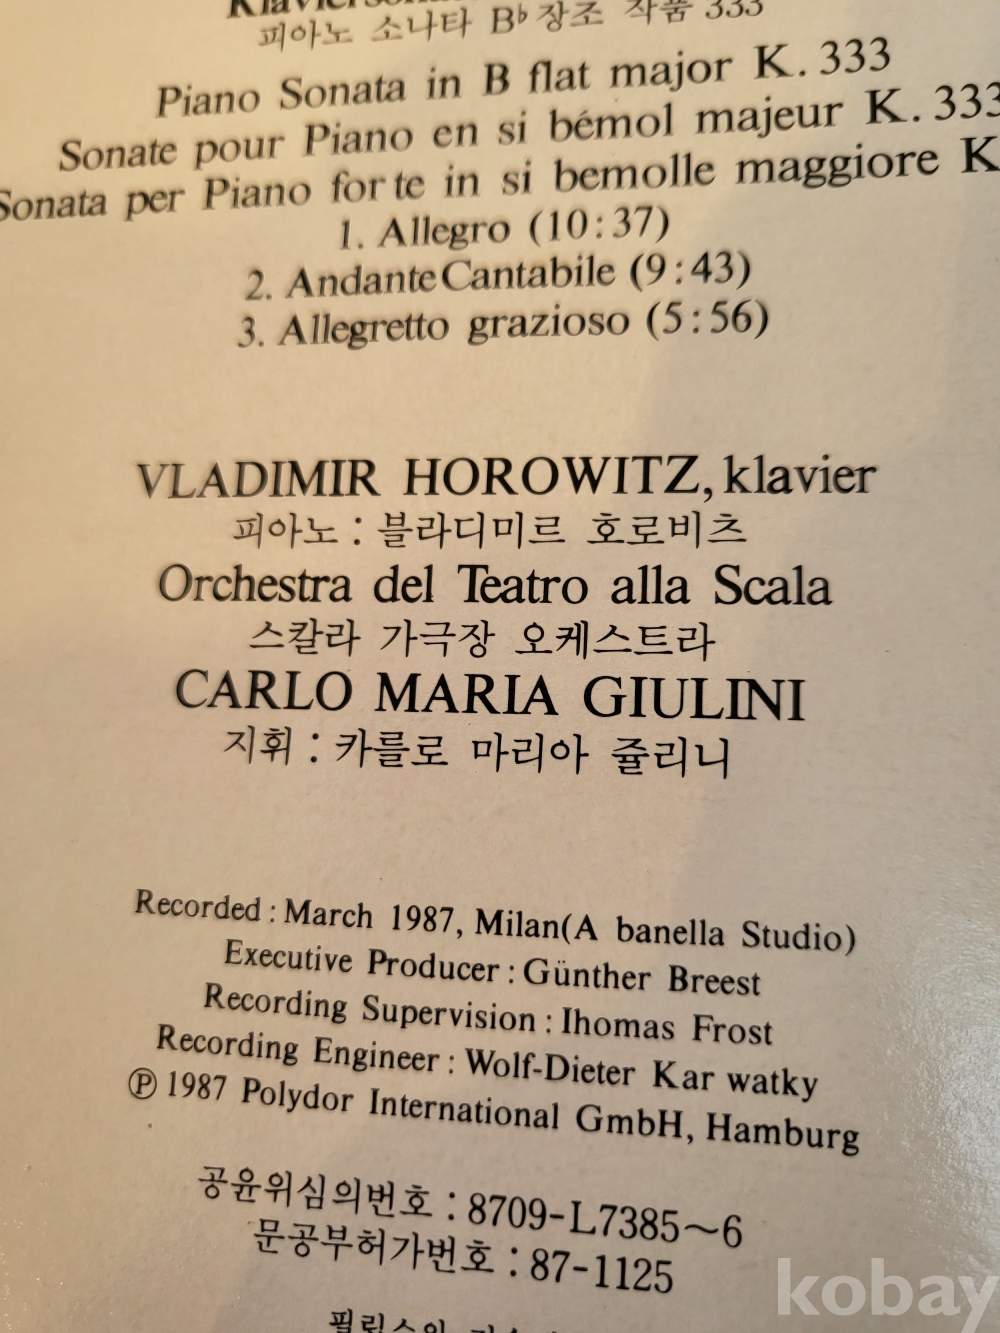 피아노 소나타 B♭장조 작품 333
Piano Sonata in B flat major K. 333
Sonate pour Piano en si bémol majeur K. 333
Sonata per Piano for te in si bemolle maggiore K
1. Allegro (10:37)
2. Andante Cantabile (9:43)
3. Allegretto grazioso (5:56)
VLADIMIR HOROWITZ, klavier
피아노 : 블라디미르 호로비츠
Orchestra del Teatro alla Scala
스칼라 가극장 오케스트라
CARLO MARIA GIULINI
지휘 : 카를로 마리아 쥴리니
Recorded : March 1987, Milan(A banella Studio)
Executive Producer : Günther Breest
Recording Supervision : Ihomas Frost
Recording Engineer : Wolf-Dieter Kar watky
Ⓟ 1987 Polydor International GmbH, Hamburg
공윤위심의번호 : 8709-L7385~6
문공부허가번호 : 87-1125
kobay